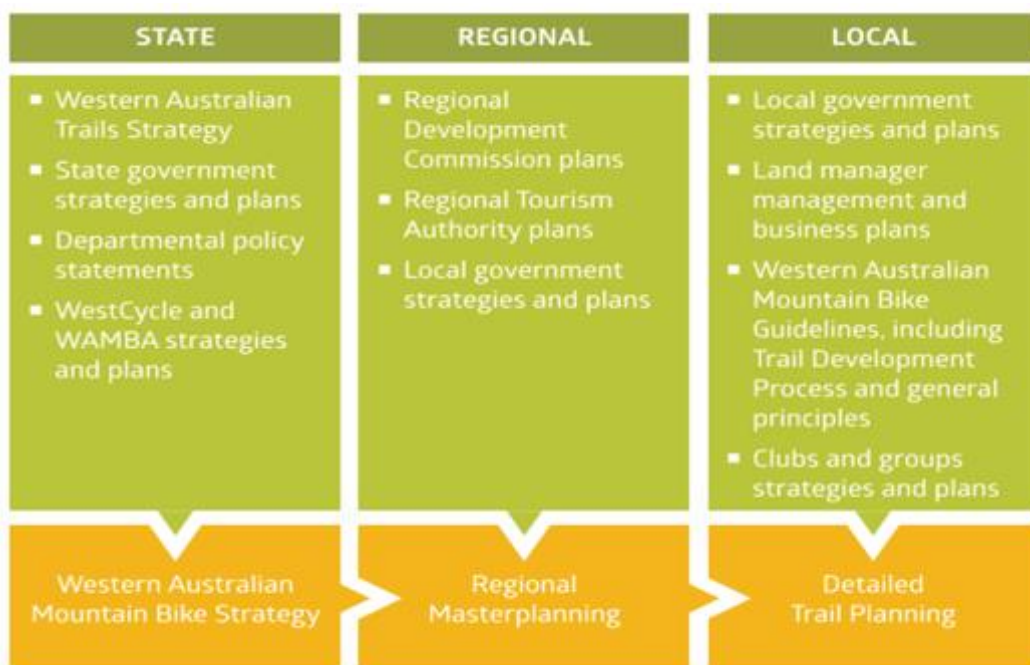 STATE
▪ Western Australian
Trails Strategy
▪ State government
strategies and plans
▪ Departmental policy
statements
▪ WestCycle and
WAMBA strategies
and plans
REGIONAL
▪ Regional
Development
Commission plans
▪ Regional Tourism
Authority plans
▪ Local government
strategies and plans
LOCAL
▪ Local government
strategies and plans
▪ Land manager
management and
business plans
▪ Western Australian
Mountain Bike
Guidelines, including
Trail Development
Process and general
principles
▪ Clubs and groups
strategies and plans
Western Australian
Mountain Bike Strategy
Regional
Masterplanning
Detailed
Trail Planning